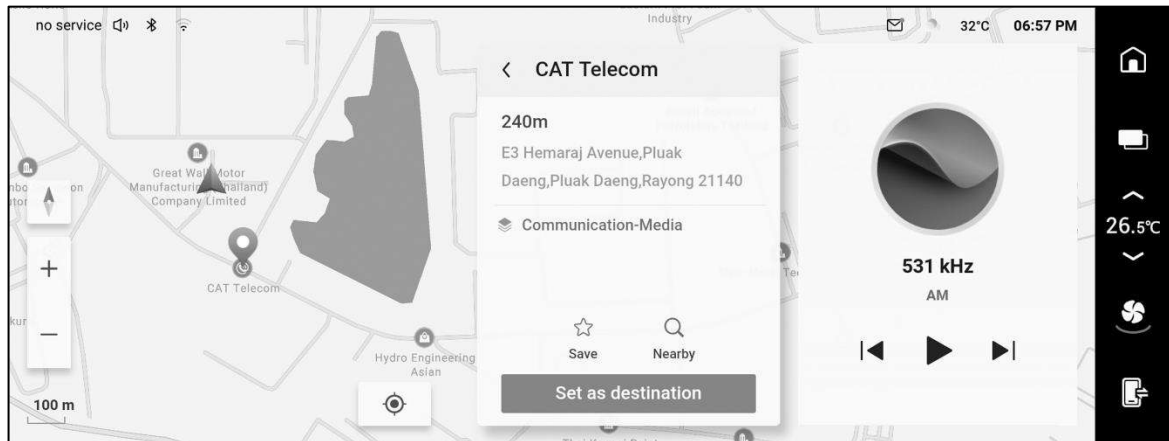 no service
Industry
32°C 06:57 PM
CAT Telecom
240m
E3 Hemaraj Avenue,Pluak
Daeng,Pluak Daeng,Rayong 21140
Communication-Media
Save Nearby
Set as destination
Great Wall Motor
Company Limited
CAT Telecom
Hydro Engineering
Asian
100 m
531 kHz
AM
26.5℃